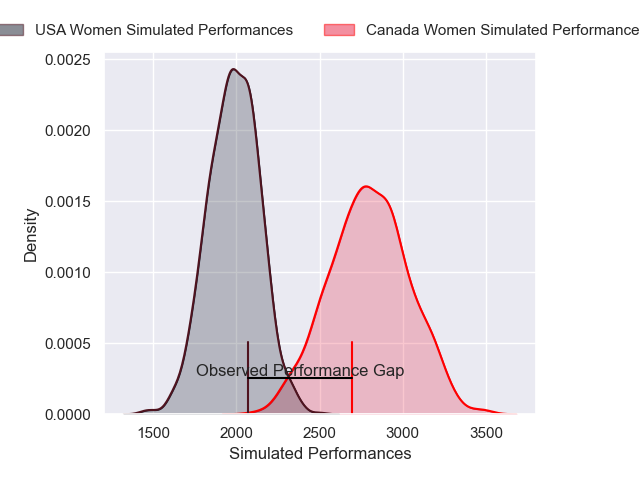 USA Women Simulated Performances
Canada Women Simulated Performance
0.0025
0.0020
0.0015
0.0010
0.0005
0.0000
Density
Observed Performance Gap
1500 2000 2500 3000 3500
Simulated Performances